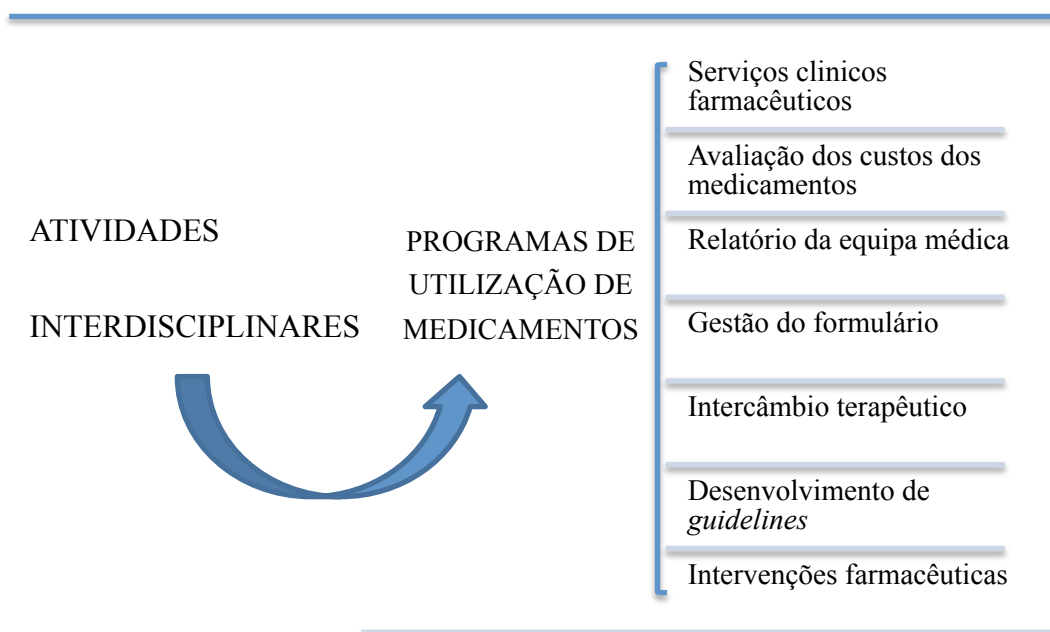 ATIVIDADES
INTERDISCIPLINARES
PROGRAMAS DE
UTILIZAÇÃO DE
MEDICAMENTOS
Serviços clinicos
farmacêuticos
Avaliação dos custos dos
medicamentos
Relatório da equipa médica
Gestão do formulário
Intercâmbio terapêutico
Desenvolvimento de
guidelines
Intervenções farmacêuticas